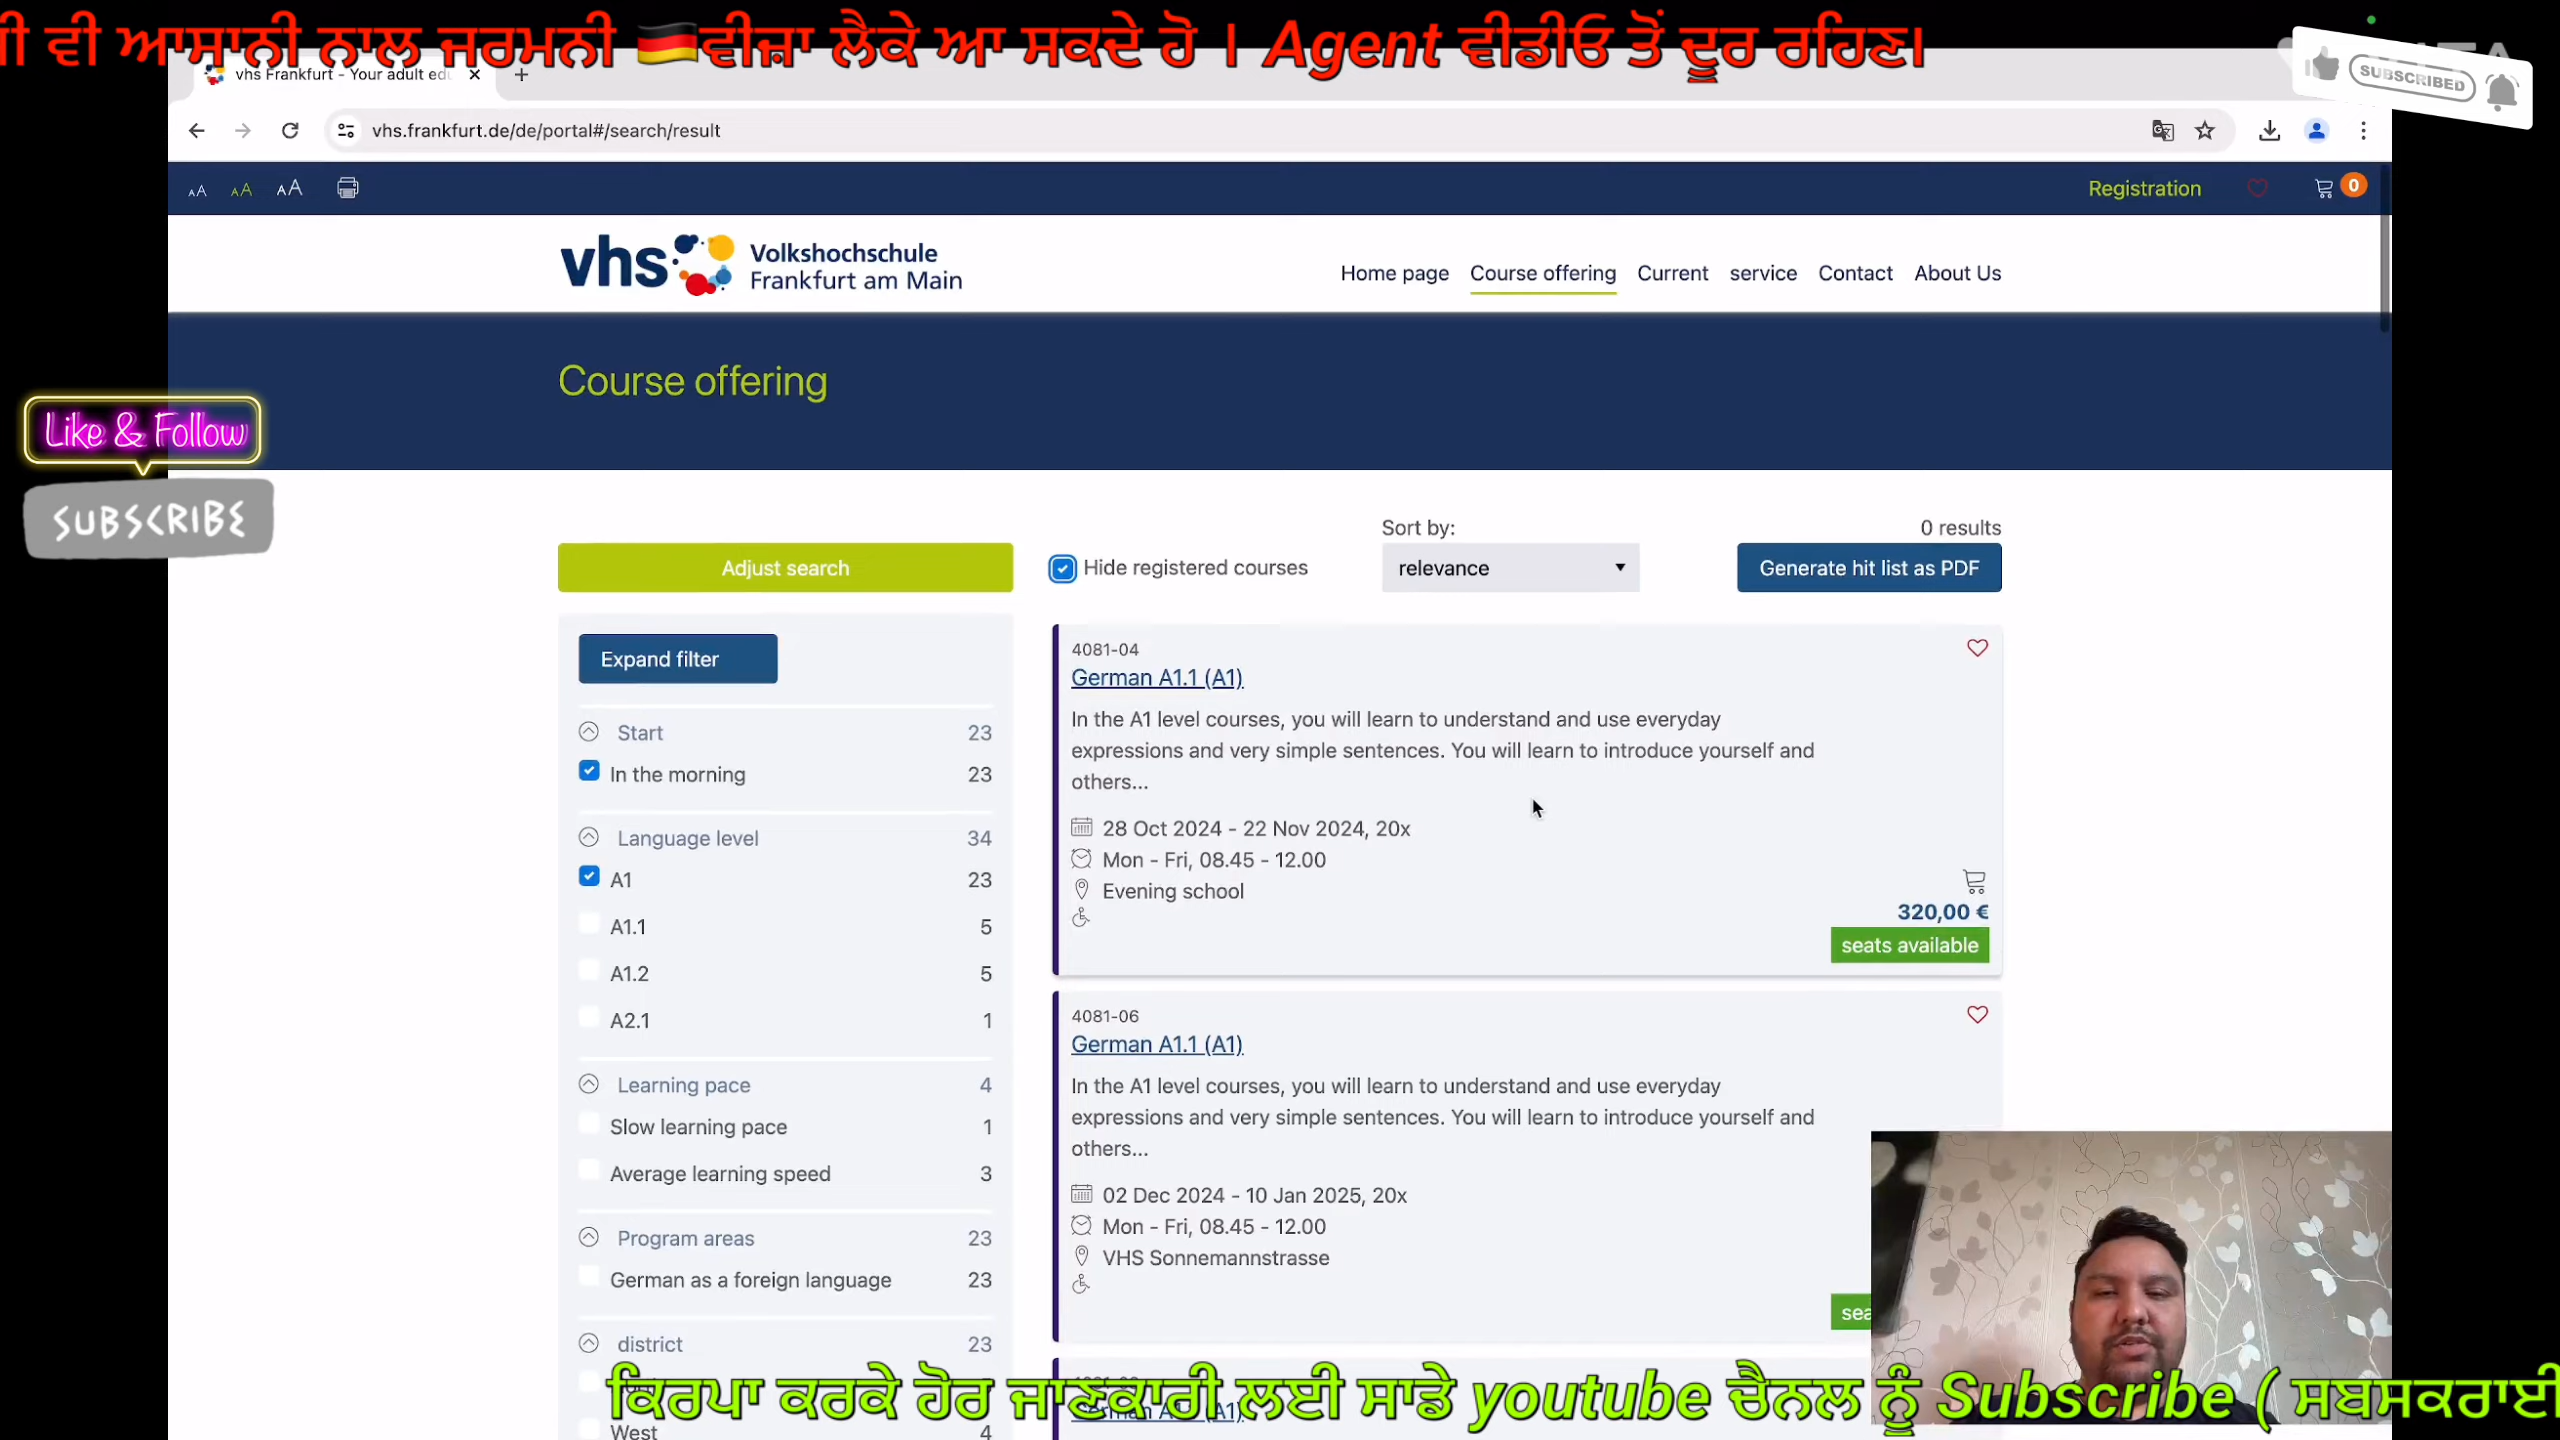 ੀ ਵੀ ਆਸਾਨੀ ਨਾਲ ਜਰਮਨੀ 🇩🇪ਵੀਜ਼ਾ ਲੈਕੇ ਆ ਸਕਦੇ ਹੋ । Agent ਵੀਡੀਓ ਤੋਂ ਦੂਰ ਰਹਿਣ।
SUBSCRIBED
vhs Frankfurt - Your adult edu
vhs.frankfurt.de/de/portal#/search/result
AA AA AA
Registration
0
vhs Volkshochschule
Frankfurt am Main
Home page Course offering Current service Contact About Us
Course offering
Like & Follow
SUBSCRIBE
Adjust search
Hide registered courses
Sort by:
relevance
0 results
Generate hit list as PDF
Expand filter
Start 23
In the morning 23
Language level 34
A1 23
A1.1 5
A1.2 5
A2.1 1
Learning pace 4
Slow learning pace 1
Average learning speed 3
Program areas 23
German as a foreign language 23
district 23
West 4
4081-04
German A1.1 (A1)
In the A1 level courses, you will learn to understand and use everyday
expressions and very simple sentences. You will learn to introduce yourself and
others...
28 Oct 2024 - 22 Nov 2024, 20x
Mon - Fri, 08.45 - 12.00
Evening school
320,00 €
seats available
4081-06
German A1.1 (A1)
In the A1 level courses, you will learn to understand and use everyday
expressions and very simple sentences. You will learn to introduce yourself and
others...
02 Dec 2024 - 10 Jan 2025, 20x
Mon - Fri, 08.45 - 12.00
VHS Sonnemannstrasse
sea
German A1.1 (A1)
ਕਿਰਪਾ ਕਰਕੇ ਹੋਰ ਜਾਣਕਾਰੀ ਲਈ ਸਾਡੇ youtube ਚੈਨਲ ਨੂੰ Subscribe ( ਸਬਸਕਰਾਈ